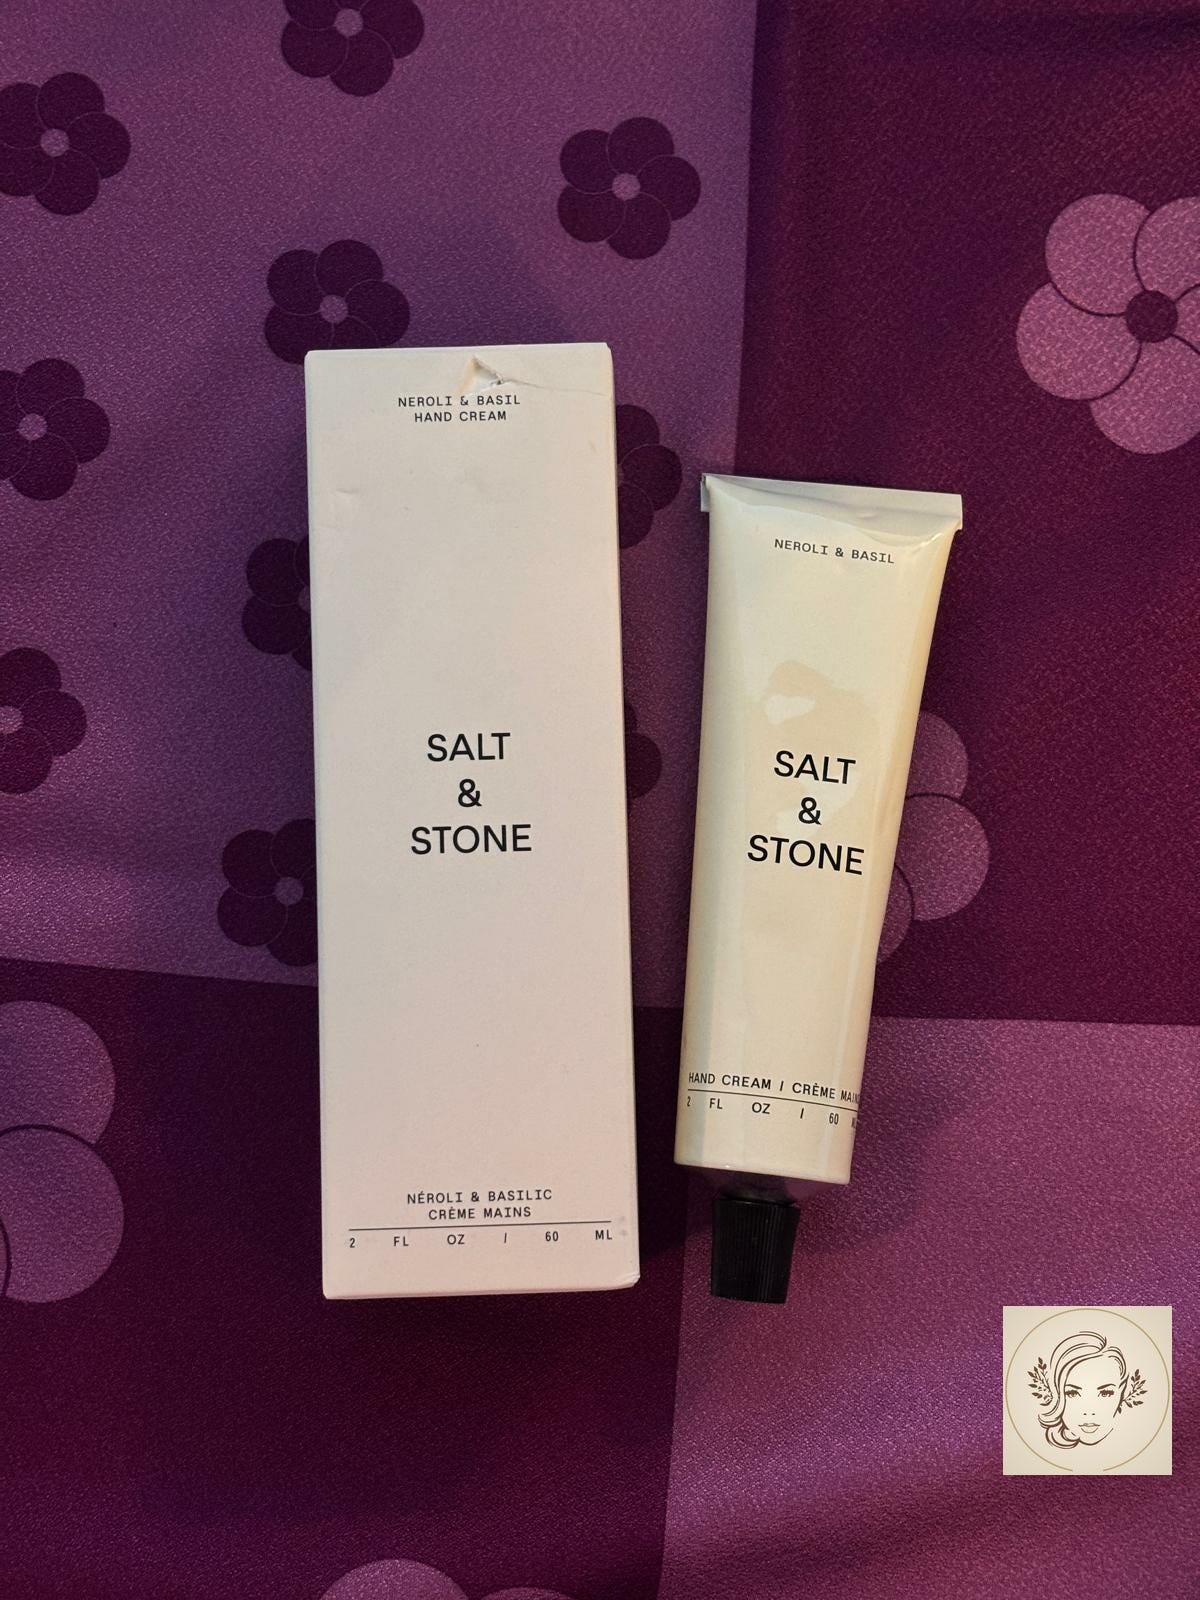 NEROLI & BASIL
HAND CREAM
SALT
&
STONE
NÉROLI & BASILIC
CRÈME MAINS
2 FL OZ / 60 ML
NEROLI & BASIL
SALT
&
STONE
HAND CREAM / CRÈME MAINS
2 FL OZ / 60